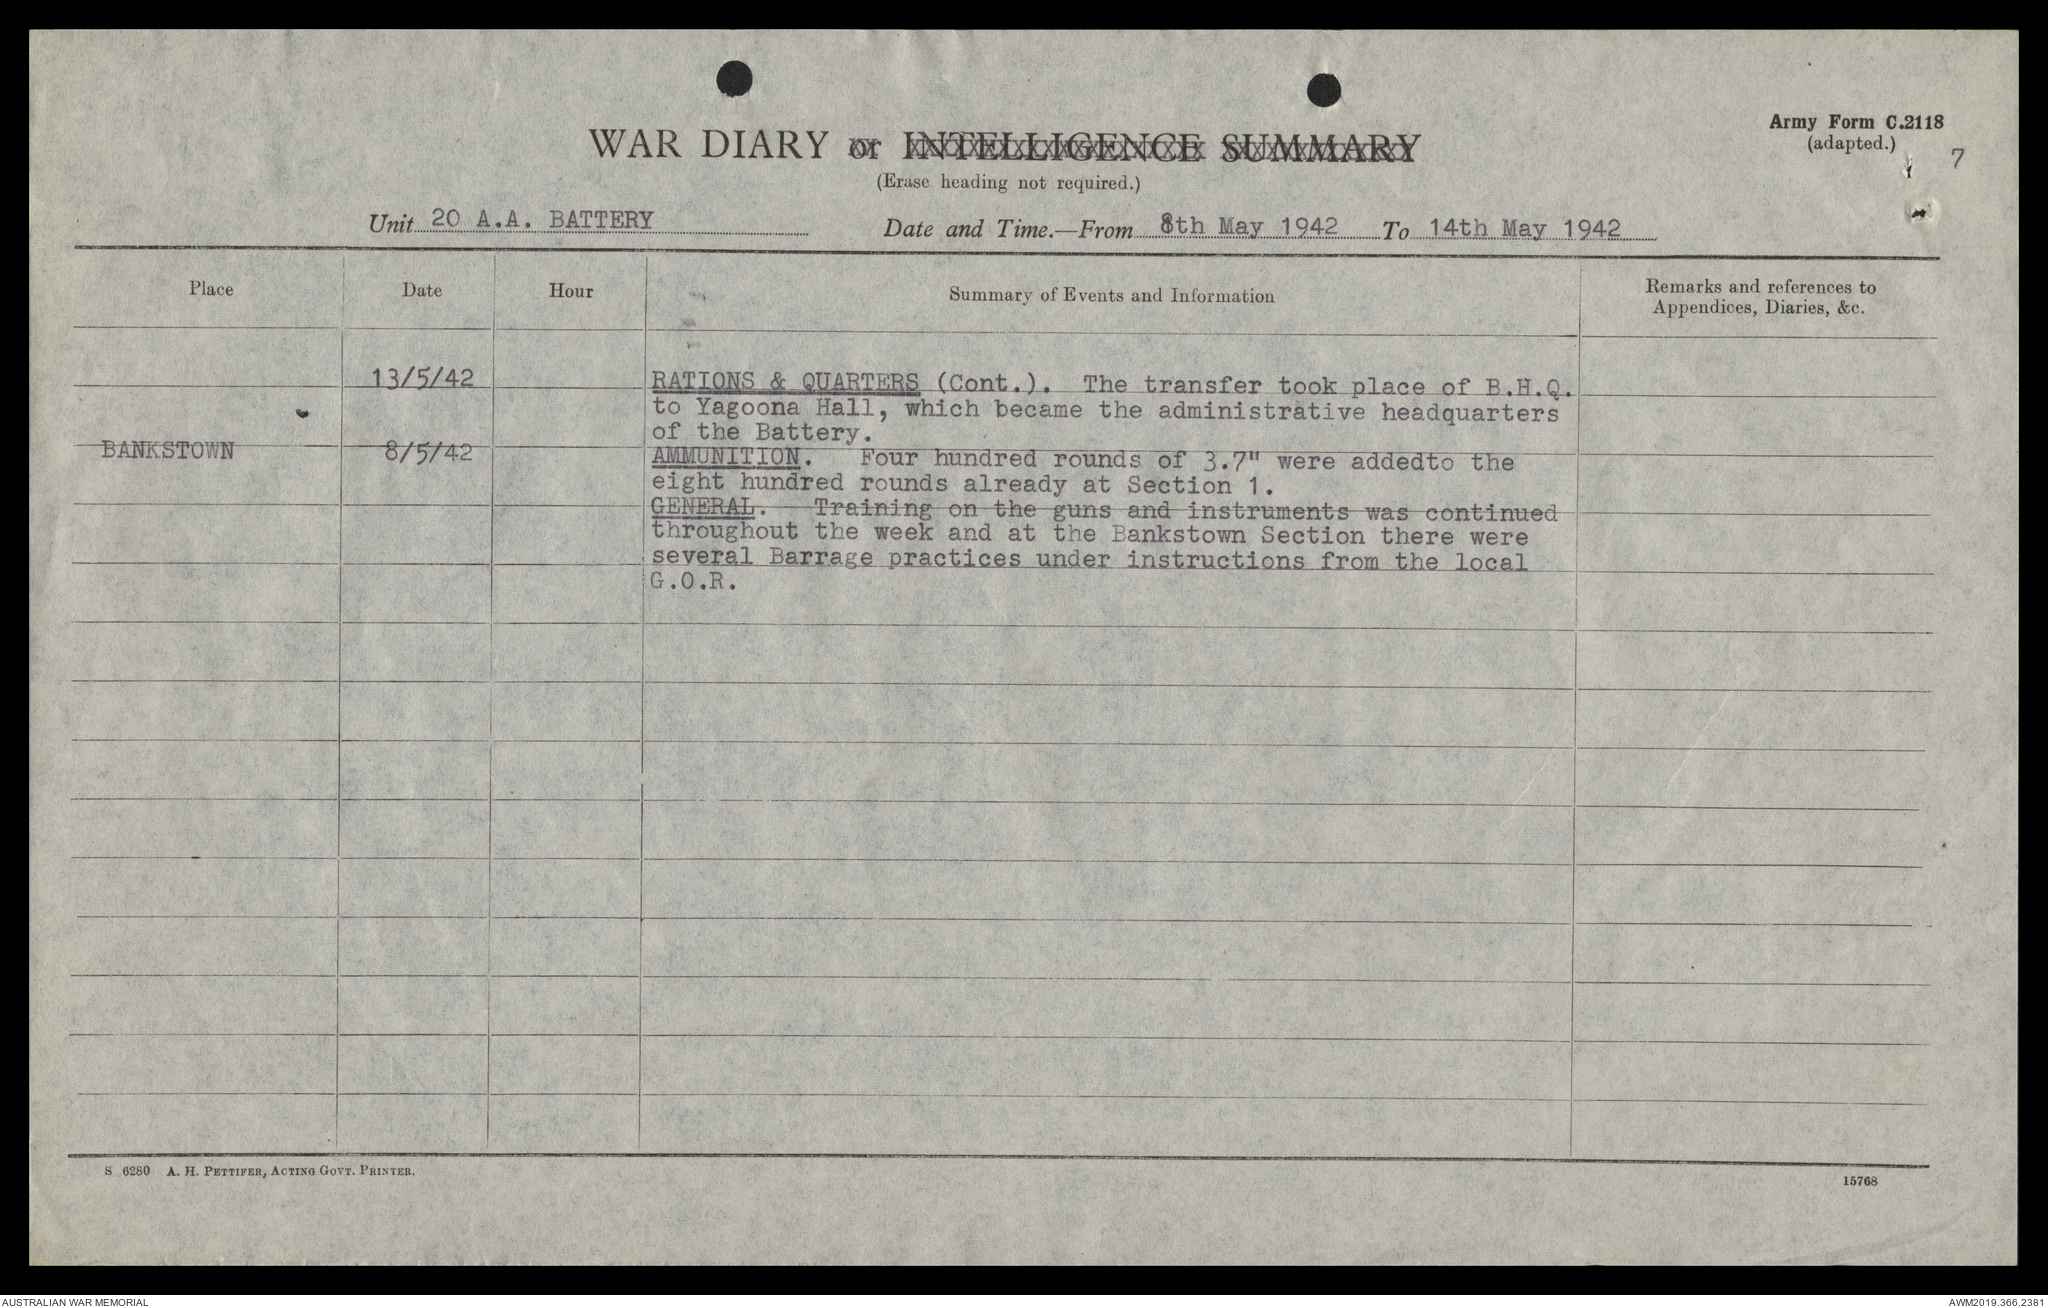 Army Form C.2118
(adapted.)
7
WAR DIARY or INTELLIGENCE SUMMARY
(Erase heading not required.)
Unit 20 A.A. BATTERY Date and Time.—From 8th May 1942 To 14th May 1942
Place Date Hour Summary of Events and Information Remarks and references to
Appendices, Diaries, &c.
13/5/42 RATIONS & QUARTERS (Cont.). The transfer took place of B.H.Q.
to Yagoona Hall, which became the administrative headquarters
of the Battery.
BANKSTOWN 8/5/42 AMMUNITION. Four hundred rounds of 3.7" were addedto the
eight hundred rounds already at Section 1.
GENERAL. Training on the guns and instruments was continued
throughout the week and at the Bankstown Section there were
several Barrage practices under instructions from the local
G.O.R.
S 6280 A. H. PETTIFER, ACTING GOVT. PRINTER.
15768
AUSTRALIAN WAR MEMORIAL AWM2019.366.2381